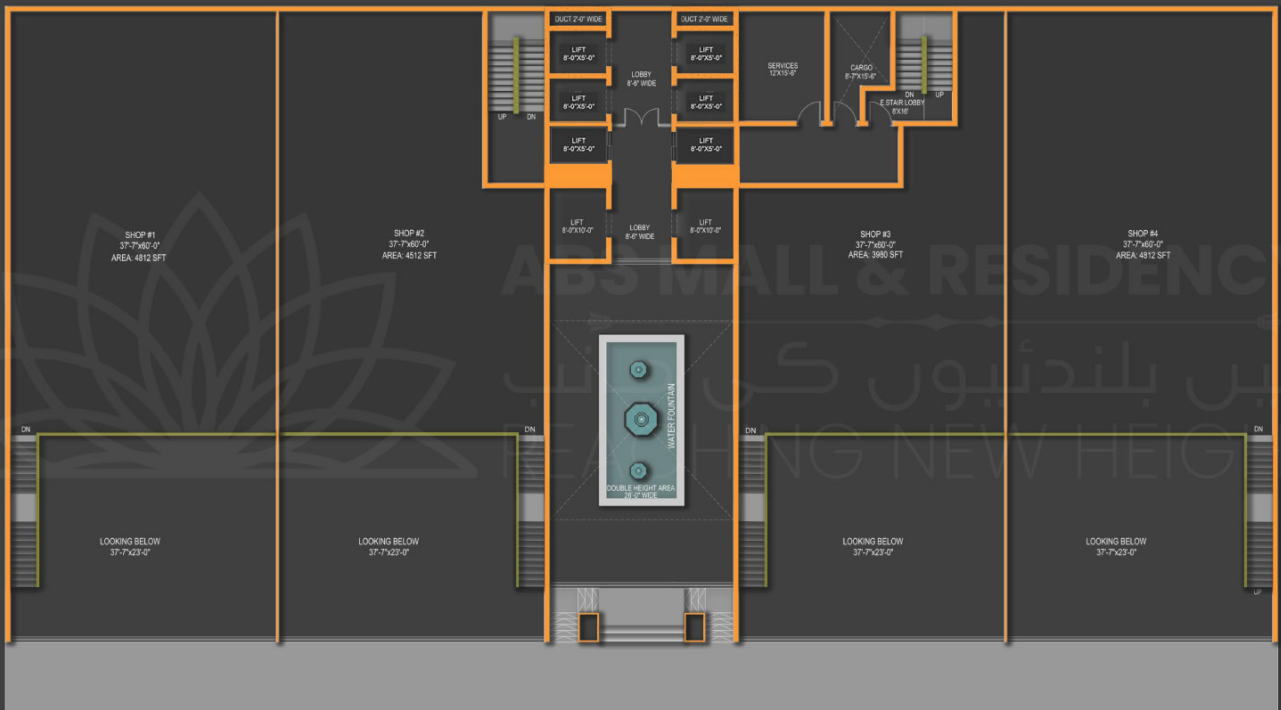 DUCT 2'-0" WIDE
DUCT 2'-0" WIDE
LIFT
8'-0"X5'-0"
LOBBY
8'-6" WIDE
LIFT
8'-0"X5'-0"
SERVICES
12'X15'-6"
CARGO
8'-7"X15'-6"
LIFT
8'-0"X5'-0"
LIFT
8'-0"X5'-0"
UP
DN
DN
UP
E.STAIR LOBBY
8'X16'
LIFT
8'-0"X5'-0"
LIFT
8'-0"X5'-0"
LIFT
8'-0"X10'-0"
LOBBY
8'-6" WIDE
LIFT
8'-0"X10'-0"
SHOP #1
37'-7"x60'-0"
AREA: 4812 SFT
SHOP #2
37'-7"x60'-0"
AREA: 4512 SFT
SHOP #3
37'-7"x60'-0"
AREA: 3980 SFT
SHOP #4
37'-7"x60'-0"
AREA: 4812 SFT
ABS MALL & RESIDENC
بلندئیوں کی
REACHING NEW HEIG
WATER FOUNTAIN
DOUBLE HEIGHT AREA
26'-0" WIDE
DN
DN
DN
DN
LOOKING BELOW
37'-7"x23'-0"
LOOKING BELOW
37'-7"x23'-0"
LOOKING BELOW
37'-7"x23'-0"
LOOKING BELOW
37'-7"x23'-0"
UP